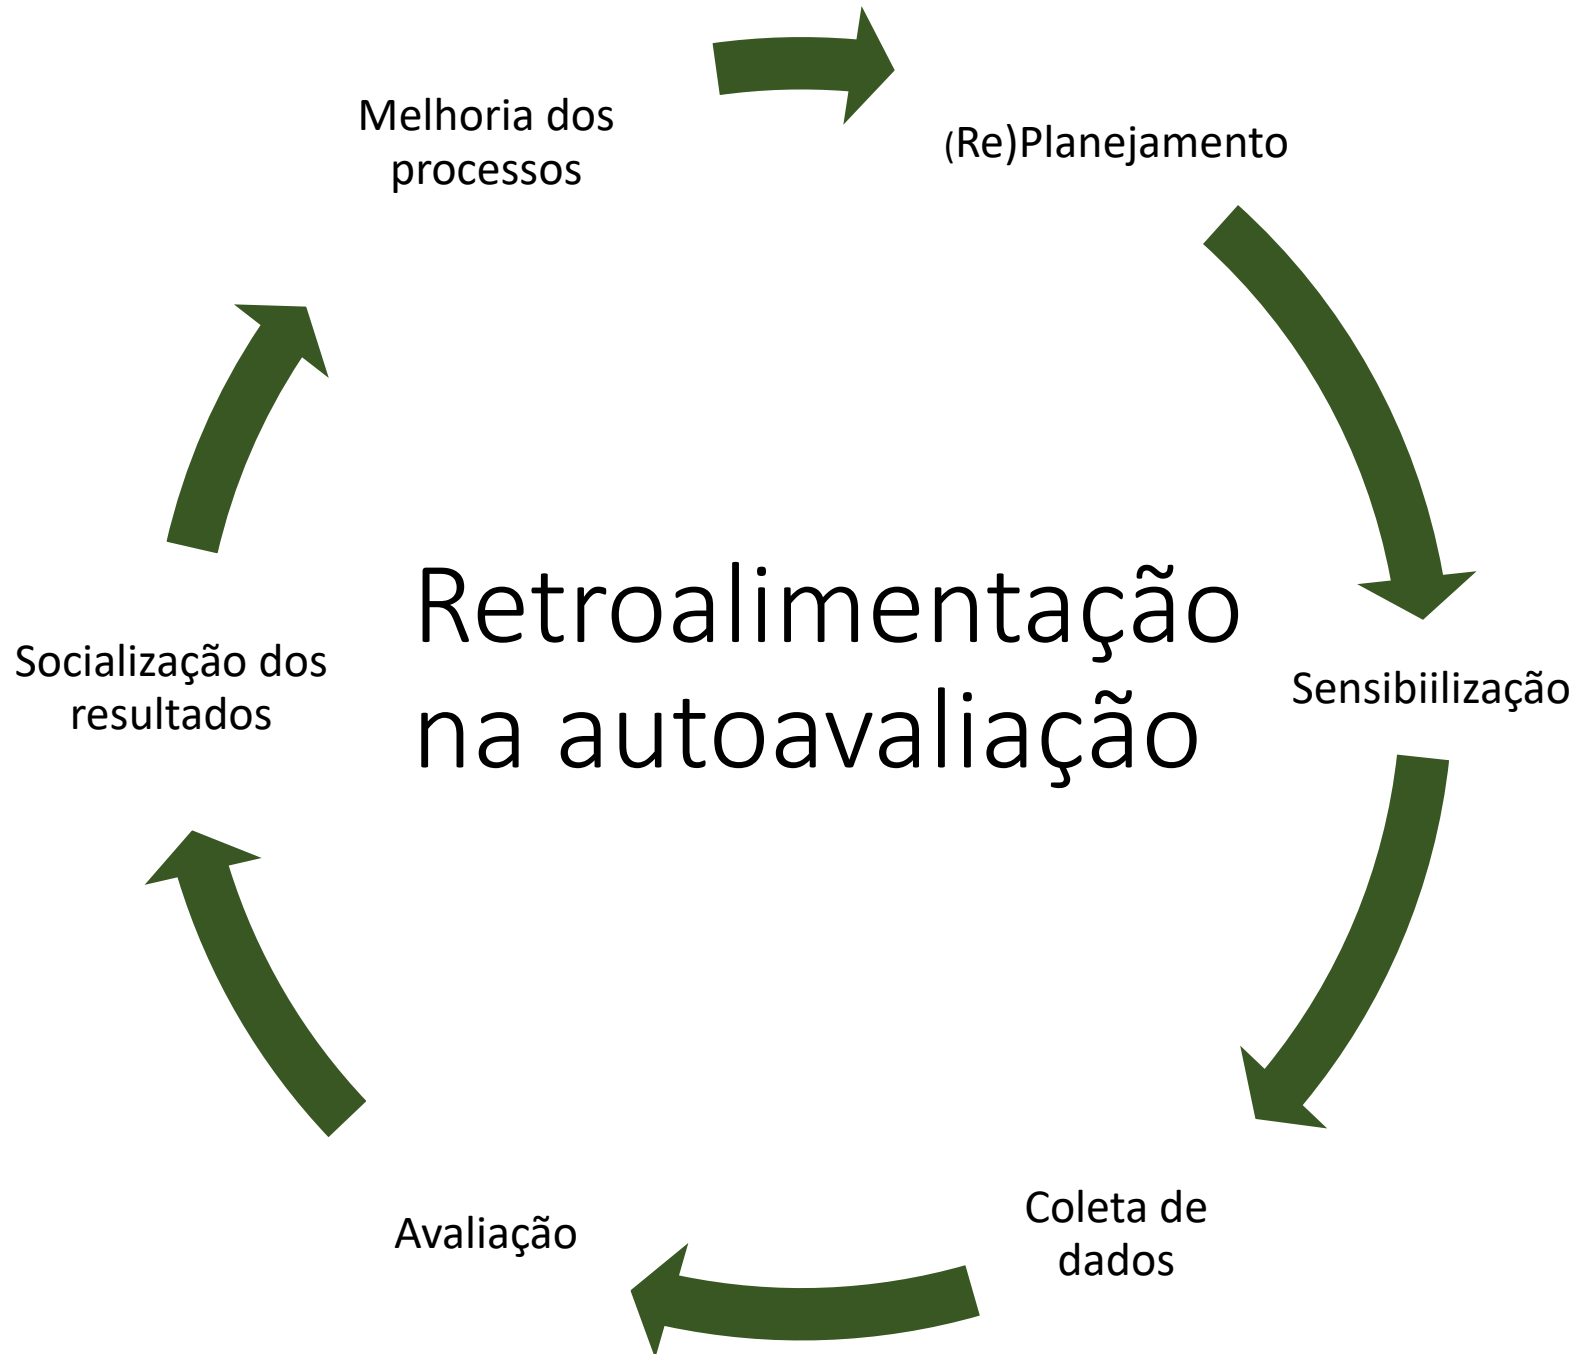 Melhoria dos
processos
(Re)Planejamento
Retroalimentação
na autoavaliação
Socialização dos
resultados
Sensibiilização
Avaliação
Coleta de
dados